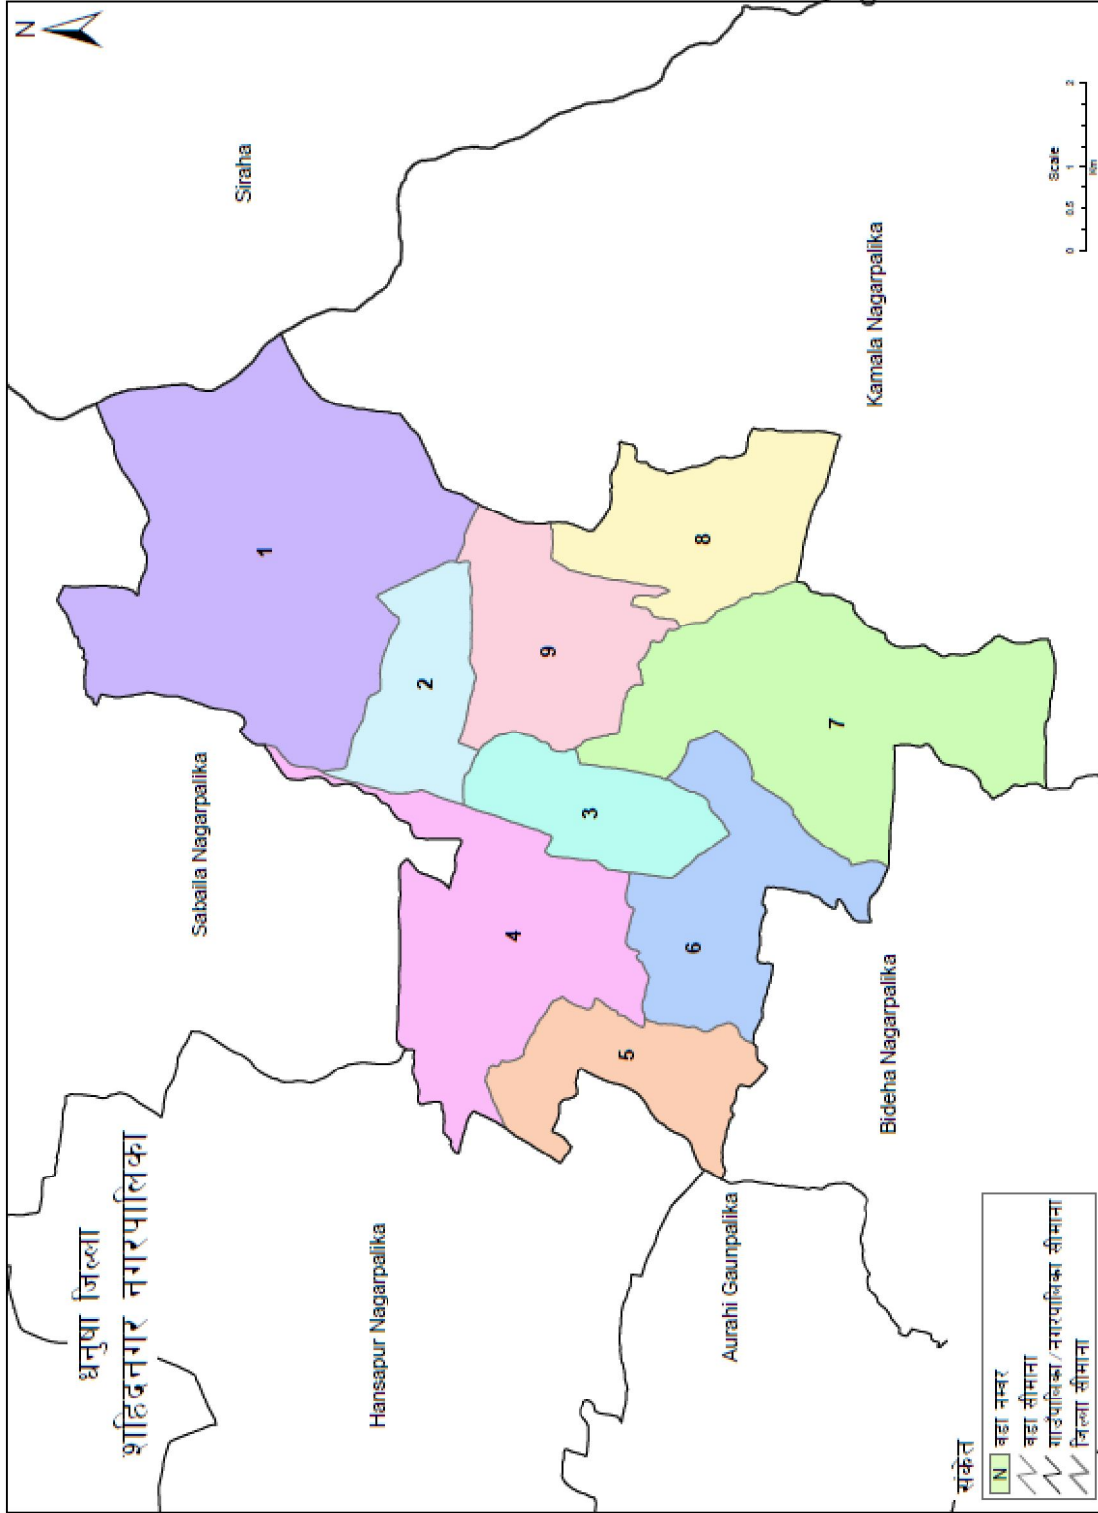 धनुषा जिल्ला
शहिदनगर नगरपालिका
N
Siraha
Sabaila Nagarpalika
Hansapur Nagarpalika
Aurahi Gaunpalika
Bideha Nagarpalika
Kamala Nagarpalika
1
2
9
8
3
7
4
6
5
Scale
0 0.5 1 2
Km
संकेत
N वडा नम्बर
वडा सीमाना
गाउँपालिका/नगरपालिका सीमाना
जिल्ला सीमाना